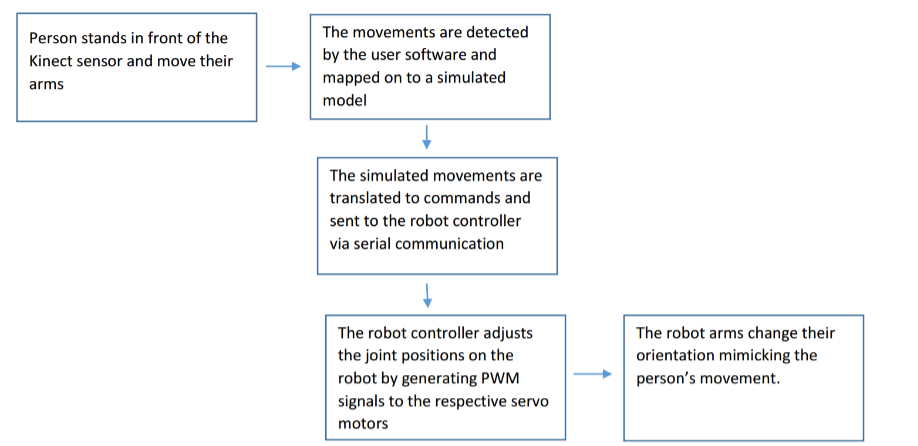 Person stands in front of the
Kinect sensor and move their
arms
The movements are detected
by the user software and
mapped on to a simulated
model
The simulated movements are
translated to commands and
sent to the robot controller
via serial communication
The robot controller adjusts
the joint positions on the
robot by generating PWM
signals to the respective servo
motors
The robot arms change their
orientation mimicking the
person’s movement.